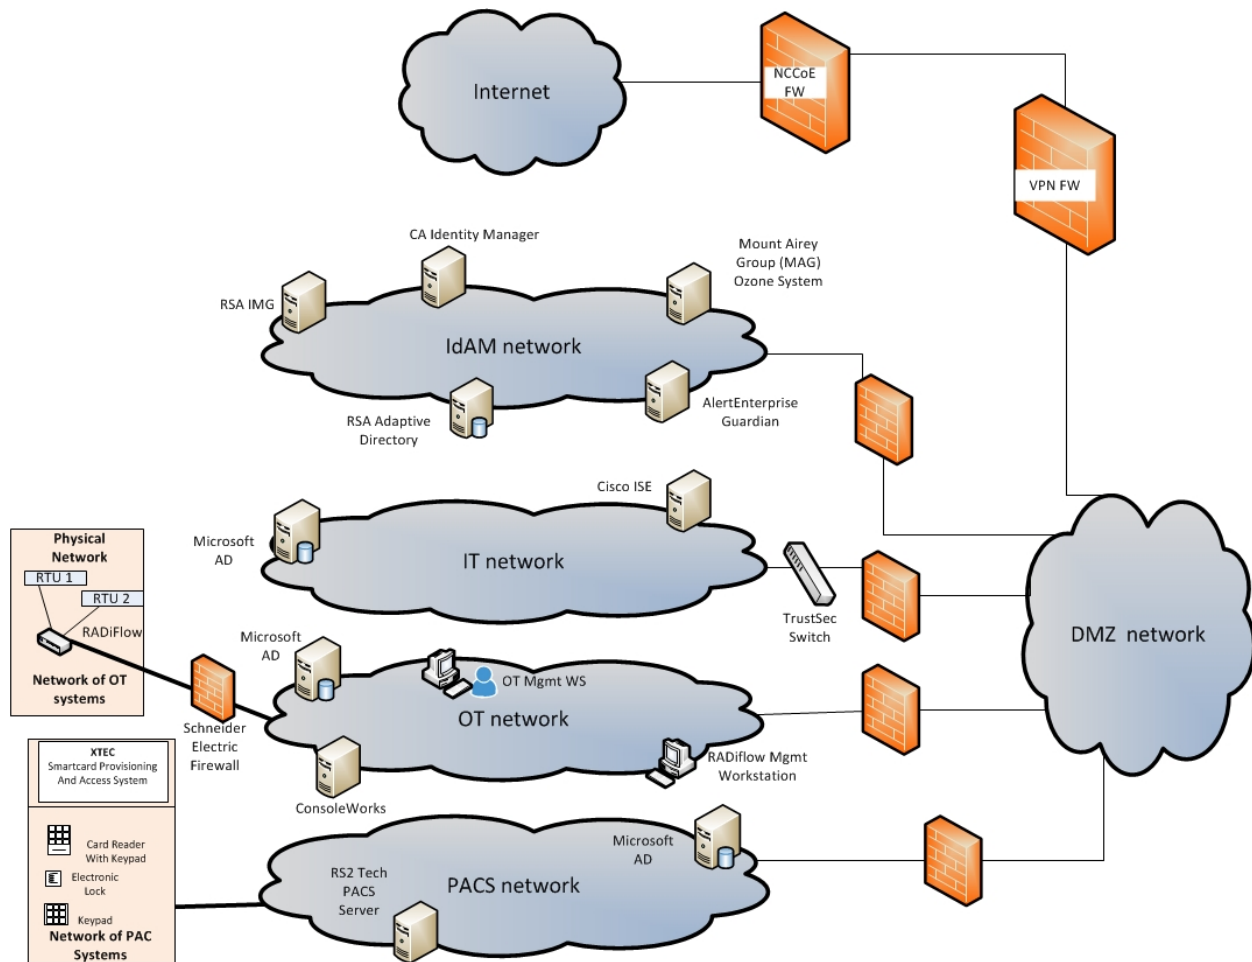 Internet
NCCoE
FW
VPN FW
CA Identity Manager
Mount Airey
Group (MAG)
Ozone System
RSA IMG
IdAM network
RSA Adaptive
Directory
AlertEnterprise
Guardian
Cisco ISE
Microsoft
AD
IT network
TrustSec
Switch
DMZ network
Physical
Network
RTU 1
RTU 2
RADiFlow
Network of OT
systems
Microsoft
AD
OT Mgmt WS
OT network
Schneider
Electric
Firewall
RADiflow Mgmt
Workstation
ConsoleWorks
XTEC
Smartcard Provisioning
And Access System
Card Reader
With Keypad
Electronic
Lock
Keypad
Network of PAC
Systems
Microsoft
AD
RS2 Tech
PACS
Server
PACS network